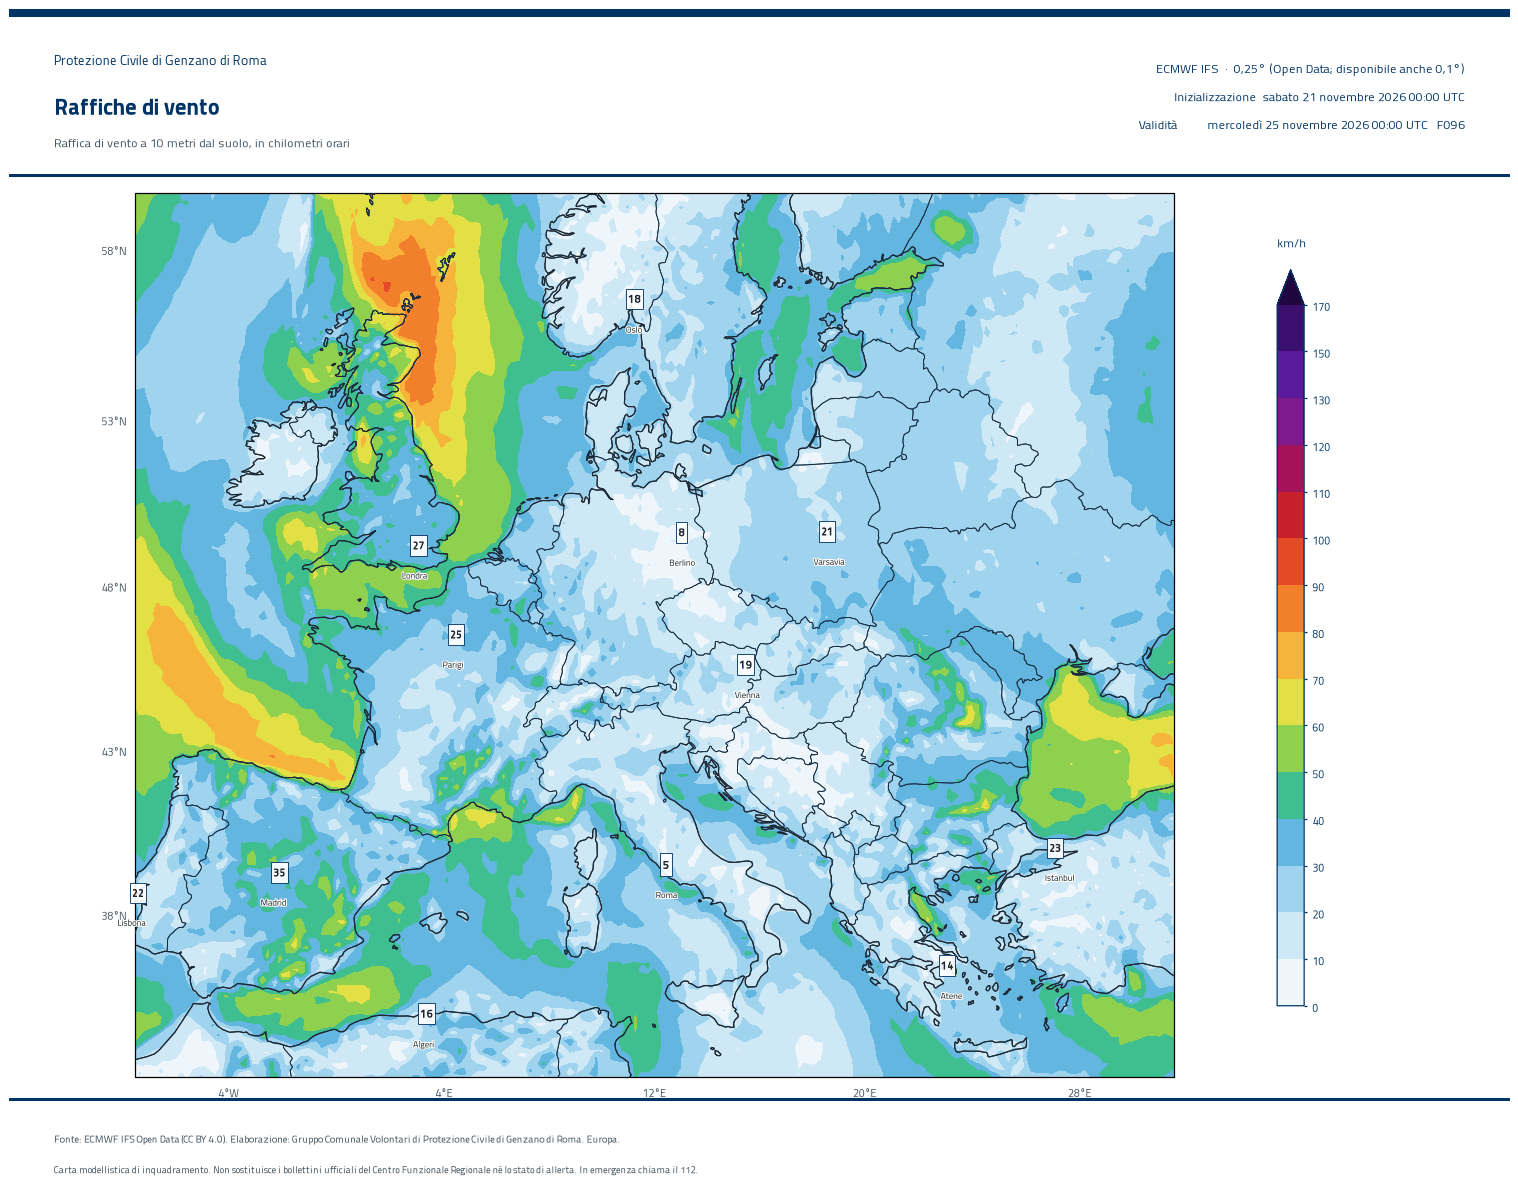 Protezione Civile di Genzano di Roma
Raffiche di vento
Raffica di vento a 10 metri dal suolo, in chilometri orari
ECMWF IFS · 0,25° (Open Data; disponibile anche 0,1°)
Inizializzazione sabato 21 novembre 2026 00:00 UTC
Validità mercoledì 25 novembre 2026 00:00 UTC F096
km/h
170
150
130
120
110
100
90
80
70
60
50
40
30
20
10
0
58°N
53°N
48°N
43°N
38°N
4°W
4°E
12°E
20°E
28°E
18
Oslo
27
Londra
8
Berlino
21
Varsavia
25
Parigi
19
Vienna
35
Madrid
22
Lisbona
5
Roma
23
Istanbul
14
Atene
16
Algeri
Fonte: ECMWF IFS Open Data (CC BY 4.0). Elaborazione: Gruppo Comunale Volontari di Protezione Civile di Genzano di Roma. Europa.
Carta modellistica di inquadramento. Non sostituisce i bollettini ufficiali del Centro Funzionale Regionale né lo stato di allerta. In emergenza chiama il 112.